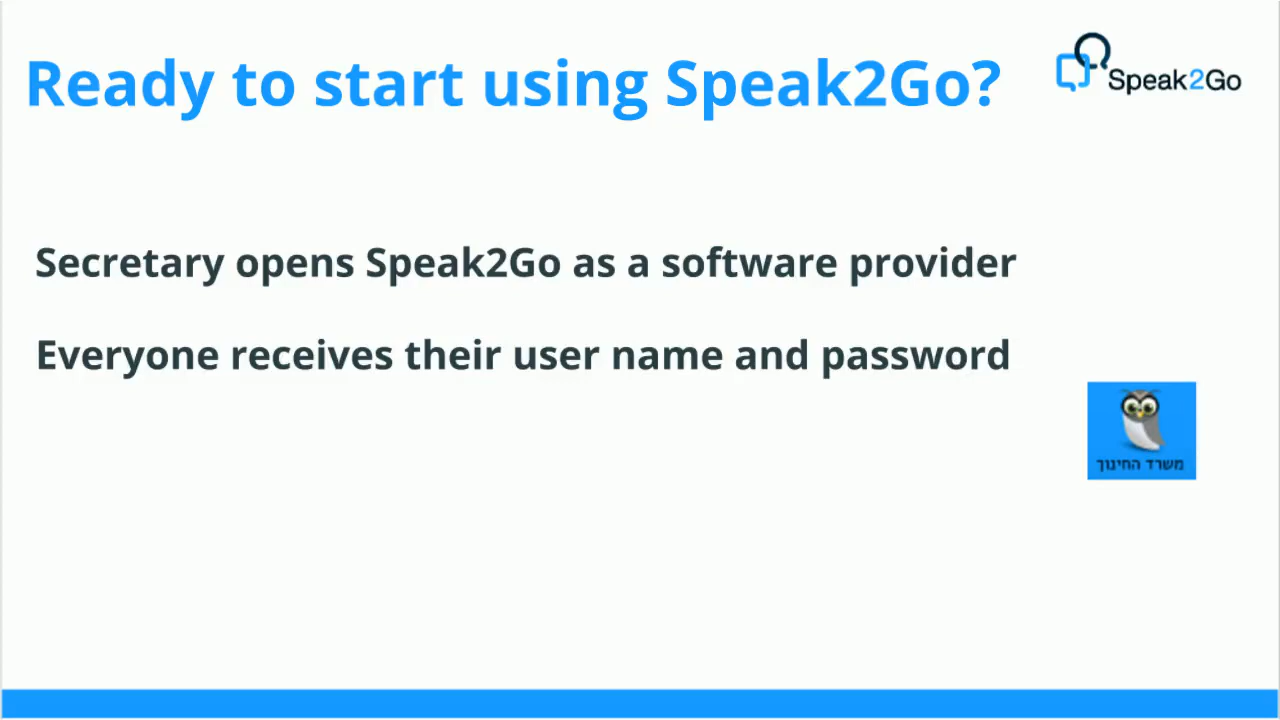 Ready to start using Speak2Go?
Speak2Go
Secretary opens Speak2Go as a software provider
Everyone receives their user name and password
משרד החינוך